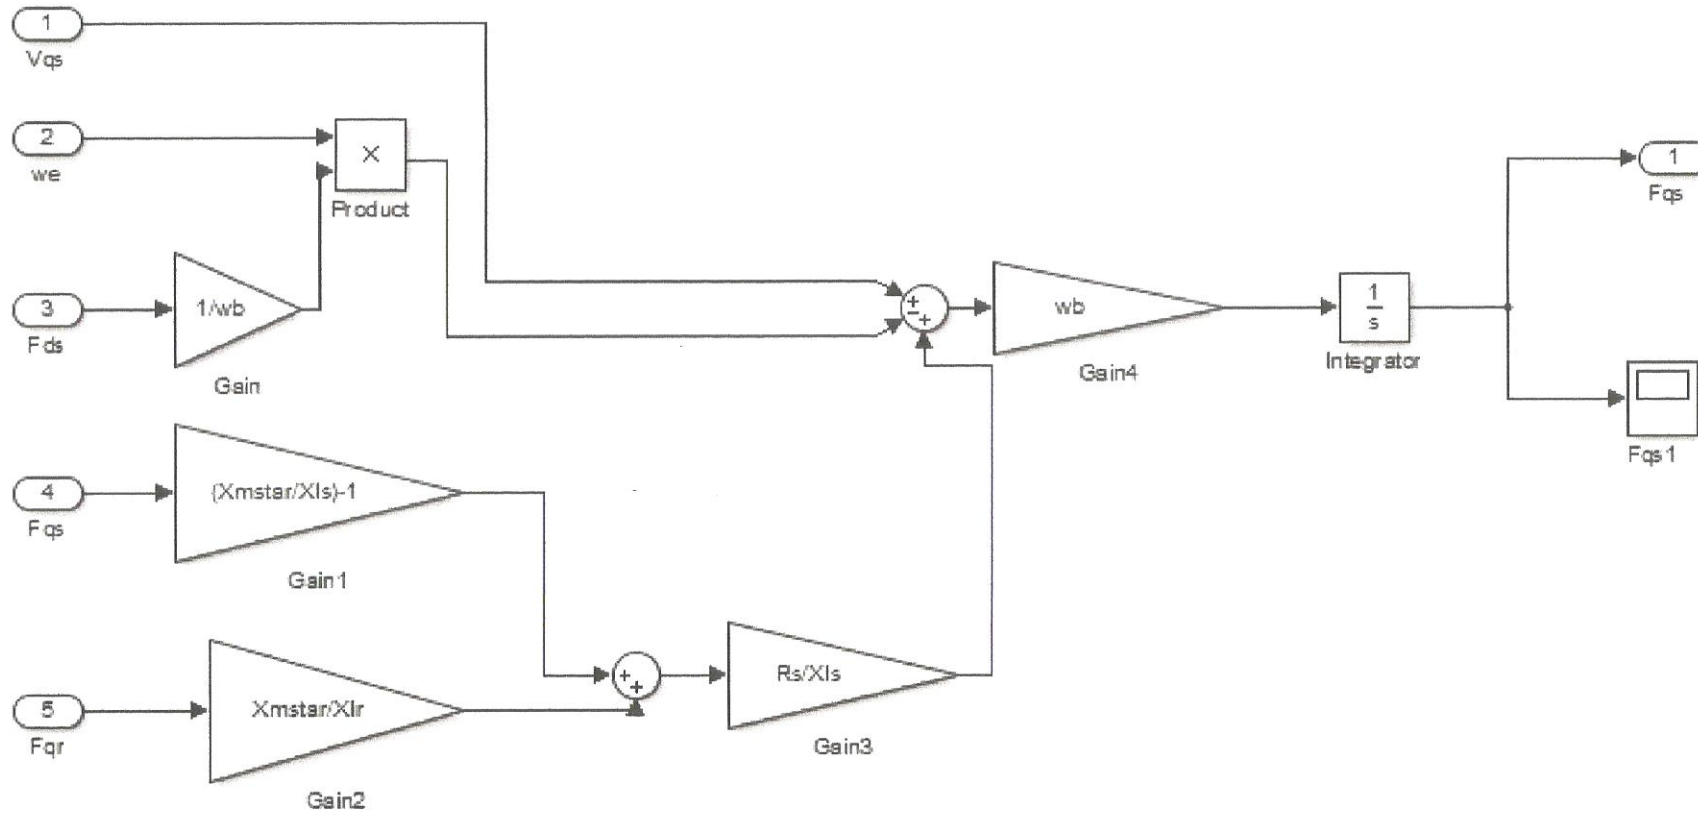 1
Vqs
2
we
X
Product
3
Fds
1/wb
Gain
+
−
+
wb
Gain4
1
s
Integrator
1
Fqs
Fqs1
4
Fqs
(Xmstar/Xls)-1
Gain1
5
Fqr
Xmstar/Xlr
Gain2
+
+
Rs/Xls
Gain3